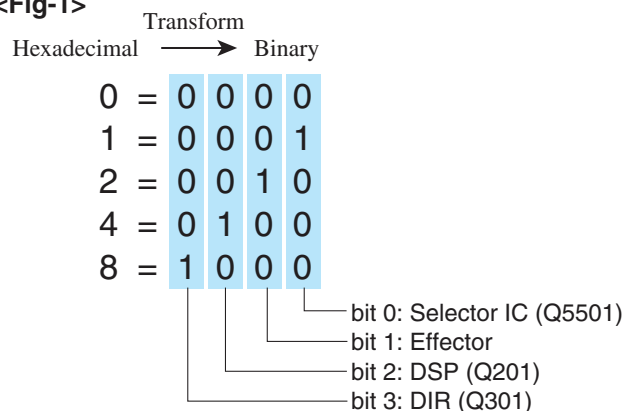 <Fig-1>
Transform
Hexadecimal Binary
0 = 0 0 0 0
1 = 0 0 0 1
2 = 0 0 1 0
4 = 0 1 0 0
8 = 1 0 0 0
bit 0: Selector IC (Q5501)
bit 1: Effector
bit 2: DSP (Q201)
bit 3: DIR (Q301)